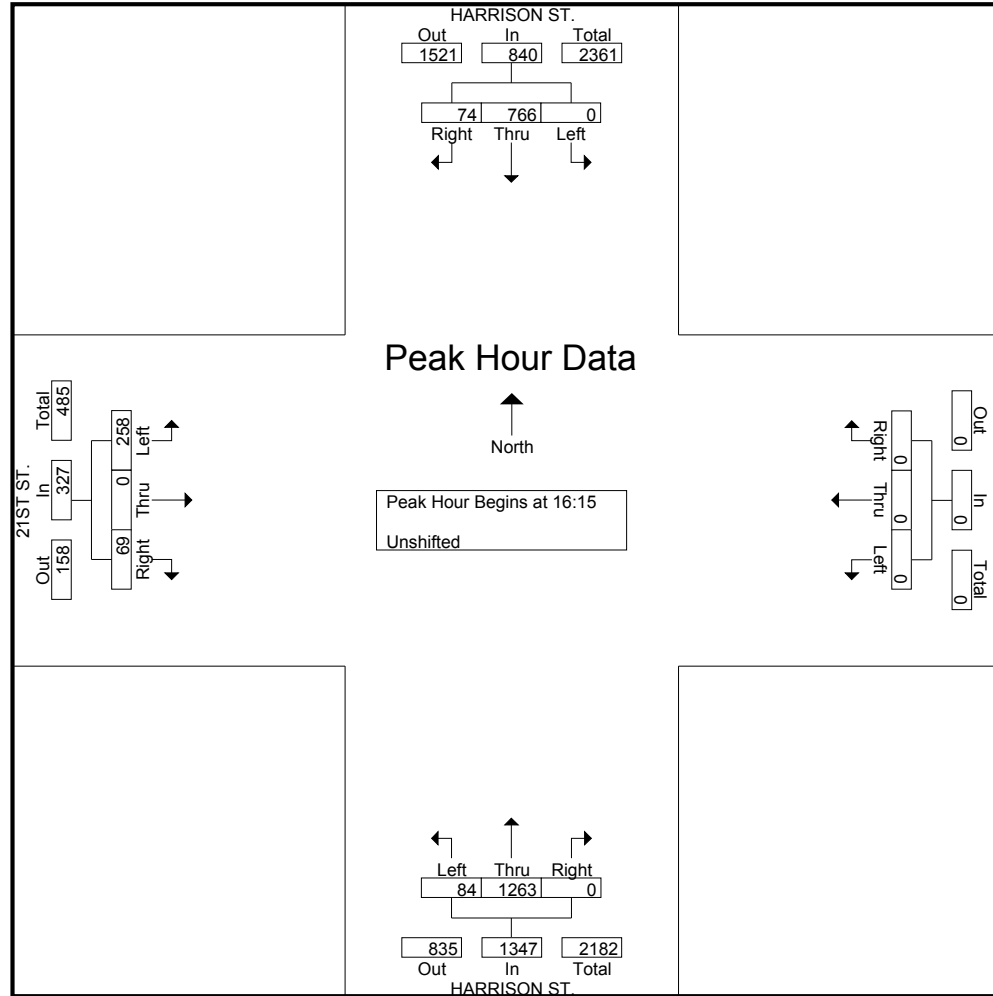 HARRISON ST.
Out In Total
1521 840 2361
74 766 0
Right Thru Left
Peak Hour Data
North
Peak Hour Begins at 16:15
Unshifted
21ST ST.
Total In Out
485 327 158
258 0 69
Left Thru Right
Right Thru Left
0 0 0
Out In Total
0 0 0
Left Thru Right
84 1263 0
835 1347 2182
Out In Total
HARRISON ST.